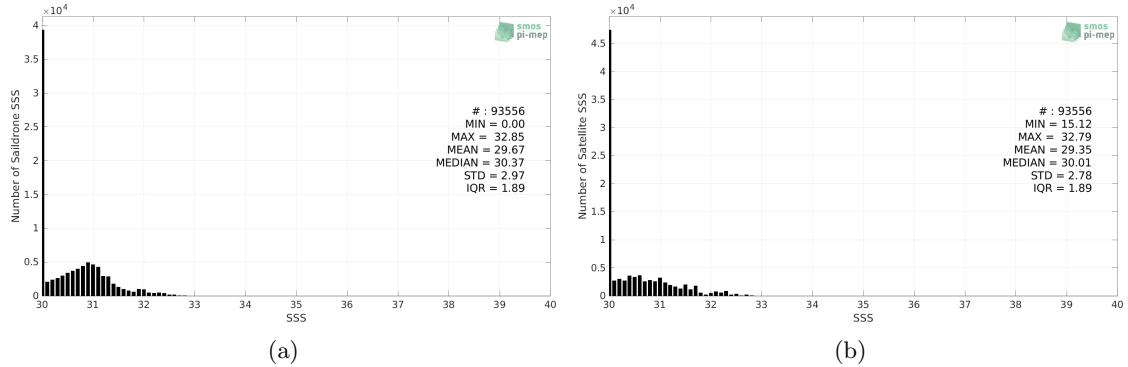 ×10⁴
4
3.5
3
2.5
2
1.5
1
0.5
0
Number of Saildrone SSS
smos
pi-mep
# : 93556
MIN = 0.00
MAX = 32.85
MEAN = 29.67
MEDIAN = 30.37
STD = 2.97
IQR = 1.89
30 31 32 33 34 35 36 37 38 39 40
SSS
(a)
×10⁴
4.5
4
3.5
3
2.5
2
1.5
1
0.5
0
Number of Satellite SSS
smos
pi-mep
# : 93556
MIN = 15.12
MAX = 32.79
MEAN = 29.35
MEDIAN = 30.01
STD = 2.78
IQR = 1.89
30 31 32 33 34 35 36 37 38 39 40
SSS
(b)